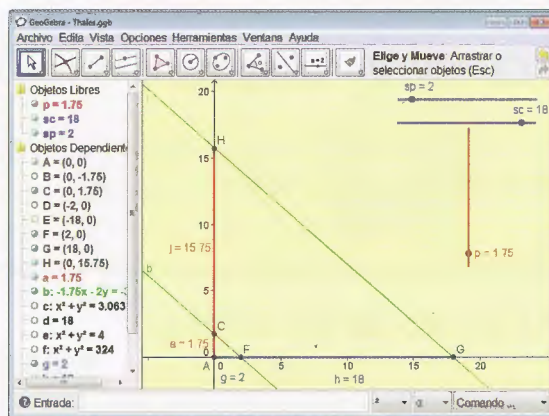 GeoGebra - Thales.ggb
Archivo Edita Vista Opciones Herramientas Ventana Ayuda
Elige y Mueve: Arrastrar o
seleccionar objetos (Esc)
Objetos Libres
p = 1.75
sc = 18
sp = 2
Objetos Dependiente
A = (0, 0)
B = (0, -1.75)
C = (0, 1.75)
D = (-2, 0)
E = (-18, 0)
F = (2, 0)
G = (18, 0)
H = (0, 15.75)
a = 1.75
b: -1.75x - 2y =
c: x² + y² = 3.063
d = 18
e: x² + y² = 4
f: x² + y² = 324
g = 2
a=2
20
15
10
5
0
0
5
10
15
20
H
j = 15.75
b
C
a = 1.75
A
F
G
g = 2
h = 18
sp = 2
sc = 18
p = 1.75
Entrada:
Comando